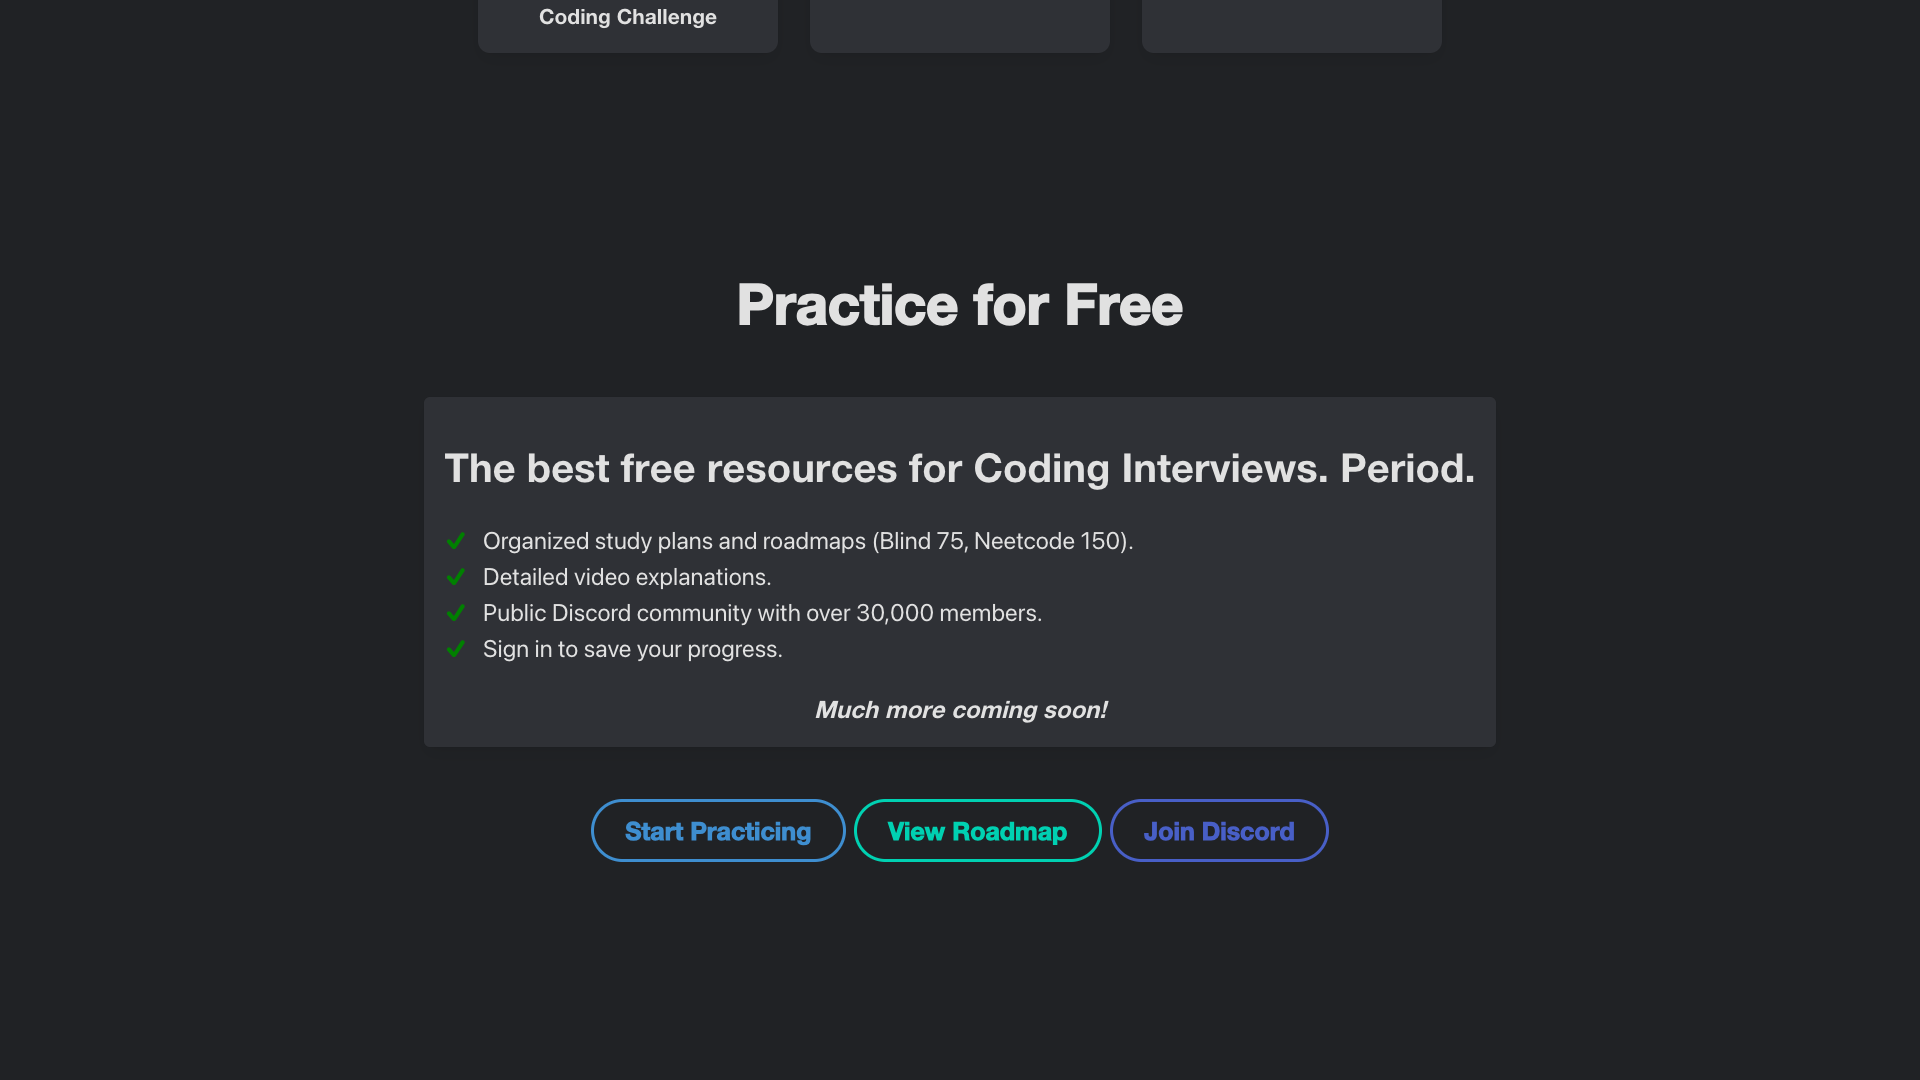 Coding Challenge
Practice for Free
The best free resources for Coding Interviews. Period.
Organized study plans and roadmaps (Blind 75, Neetcode 150).
Detailed video explanations.
Public Discord community with over 30,000 members.
Sign in to save your progress.
Much more coming soon!
Start Practicing
View Roadmap
Join Discord